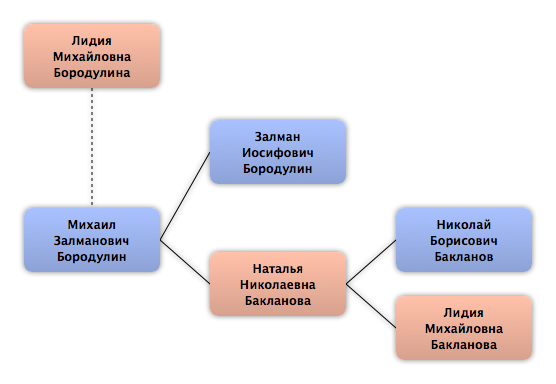 Лидия
Михайловна
Бородулина
Залман
Иосифович
Бородулин
Михаил
Залманович
Бородулин
Наталья
Николаевна
Бакланова
Николай
Борисович
Бакланов
Лидия
Михайловна
Бакланова